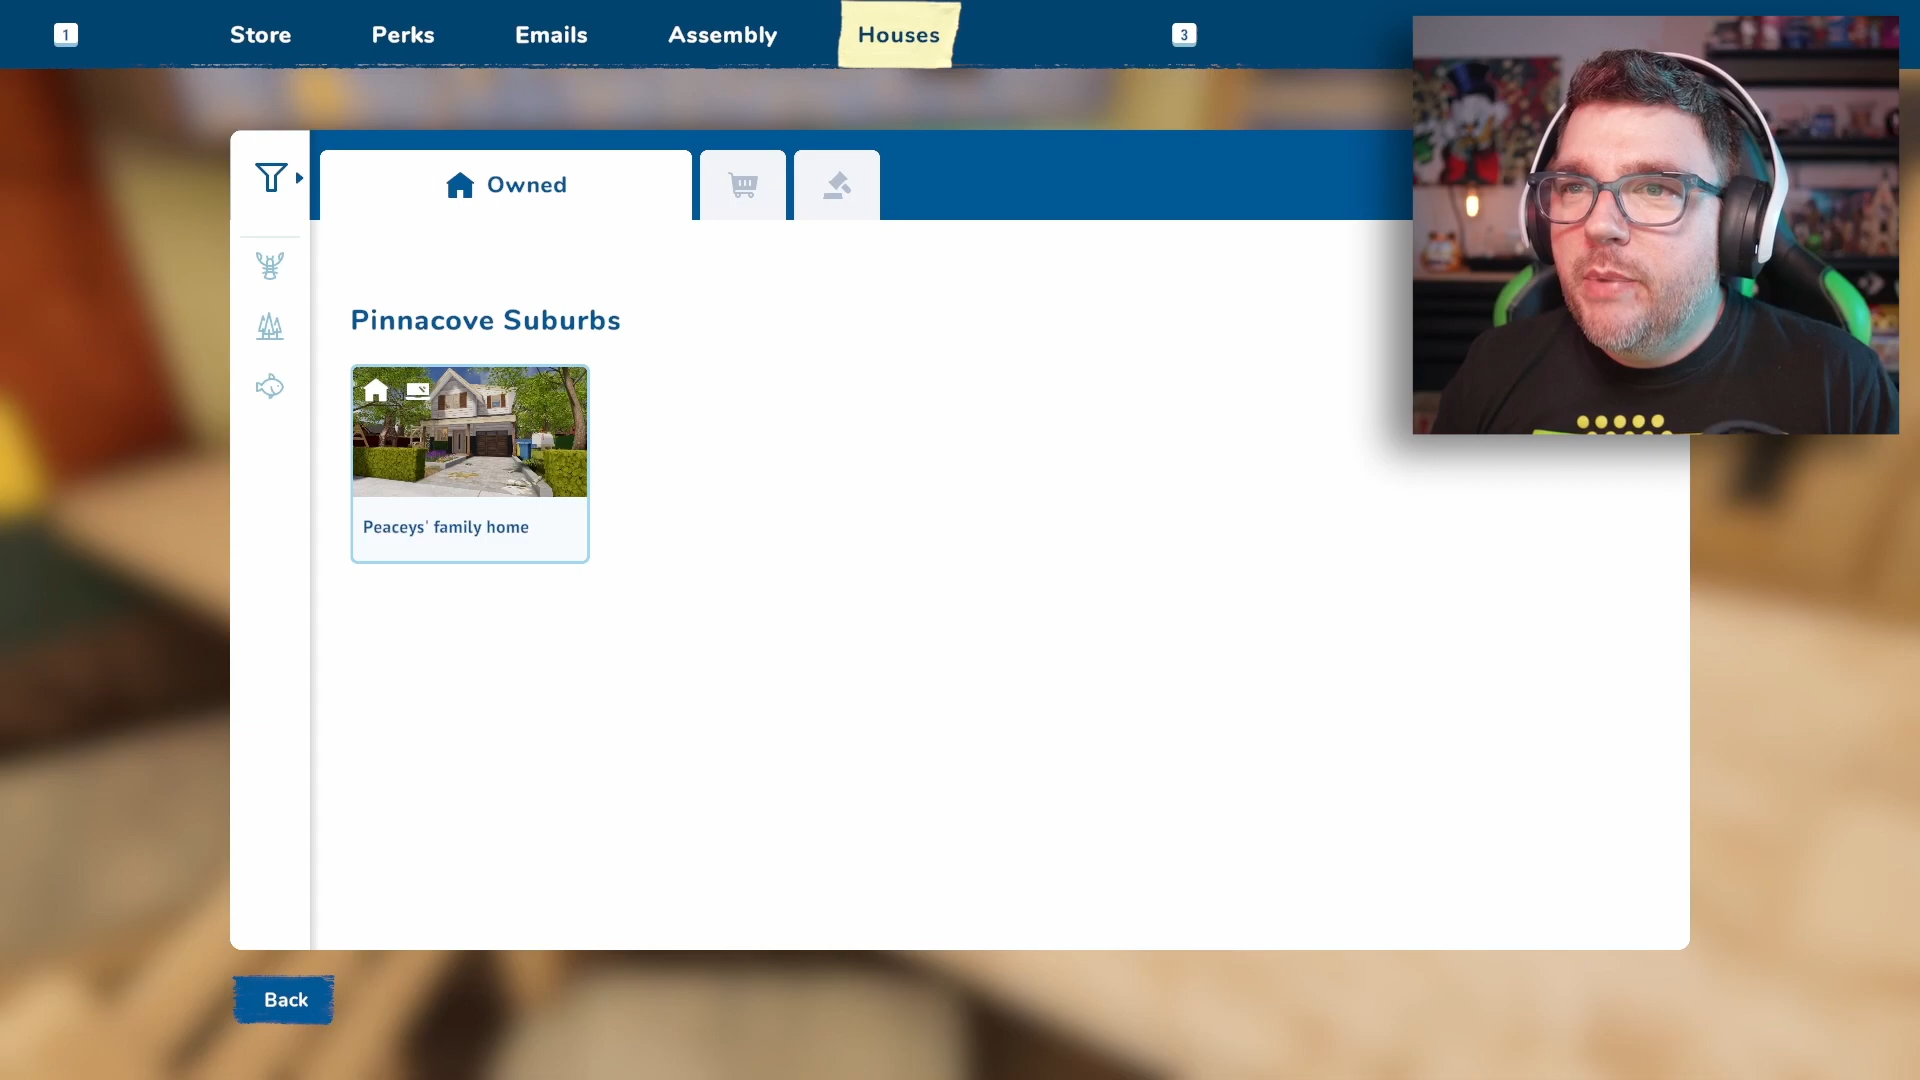 1 Store Perks Emails Assembly Houses 3
Owned
Pinnacove Suburbs
Peaceys' family home
Back